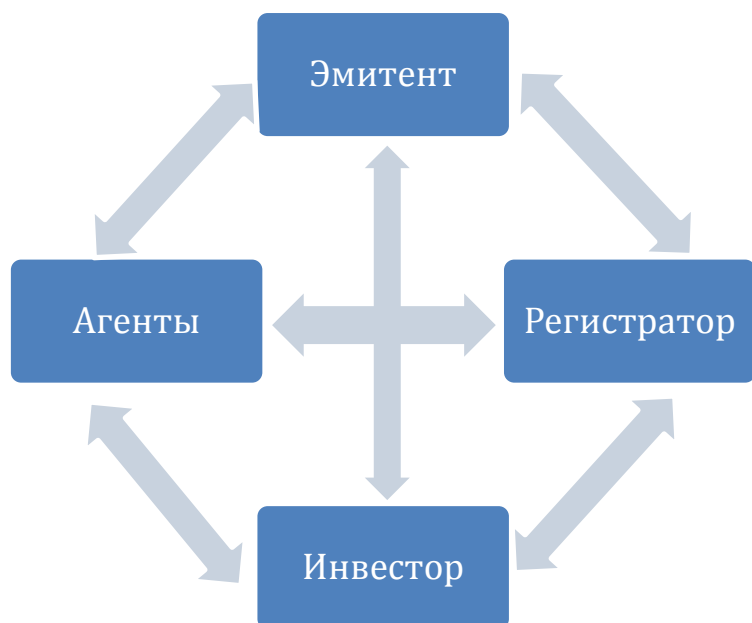 Эмитент
Агенты
Регистратор
Инвестор